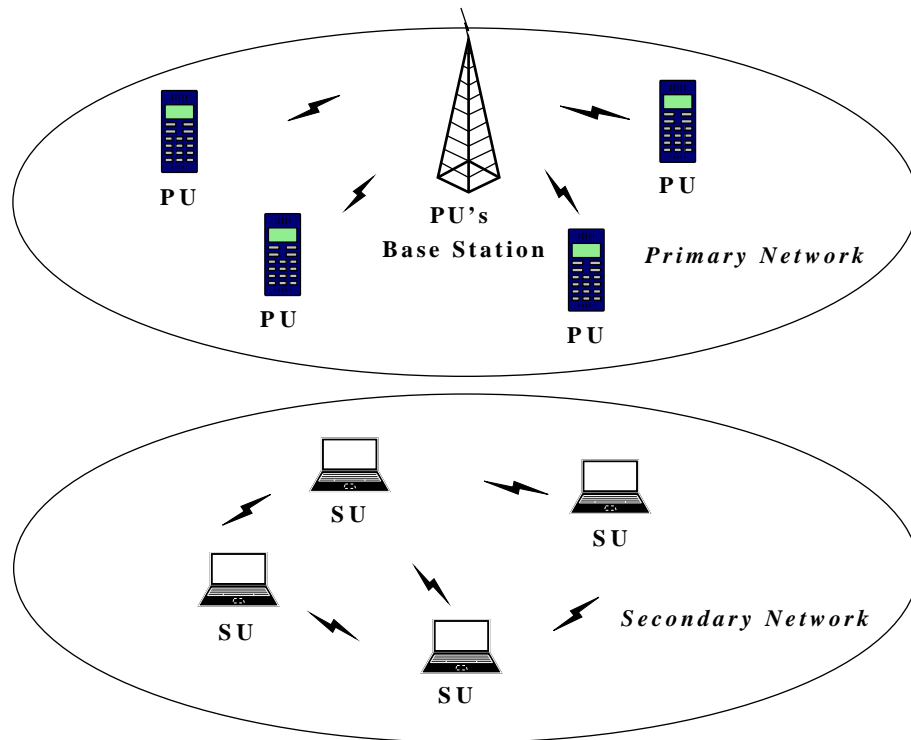 PU
PU
PU's
Base Station
Primary Network
PU
PU
SU
SU
SU
Secondary Network
SU